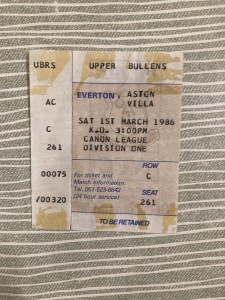 UBRS UPPER BULLENS
EVERTON v. ASTON
VILLA
AC
SAT 1ST MARCH 1986
C K.O. 3:00PM
CANON LEAGUE
261 DIVISION ONE
ROW
00075 For ticket and C
Match information:
Tel. 051-523-6642 SEAT
/00320 (24 hour service) 261
TO BE RETAINED